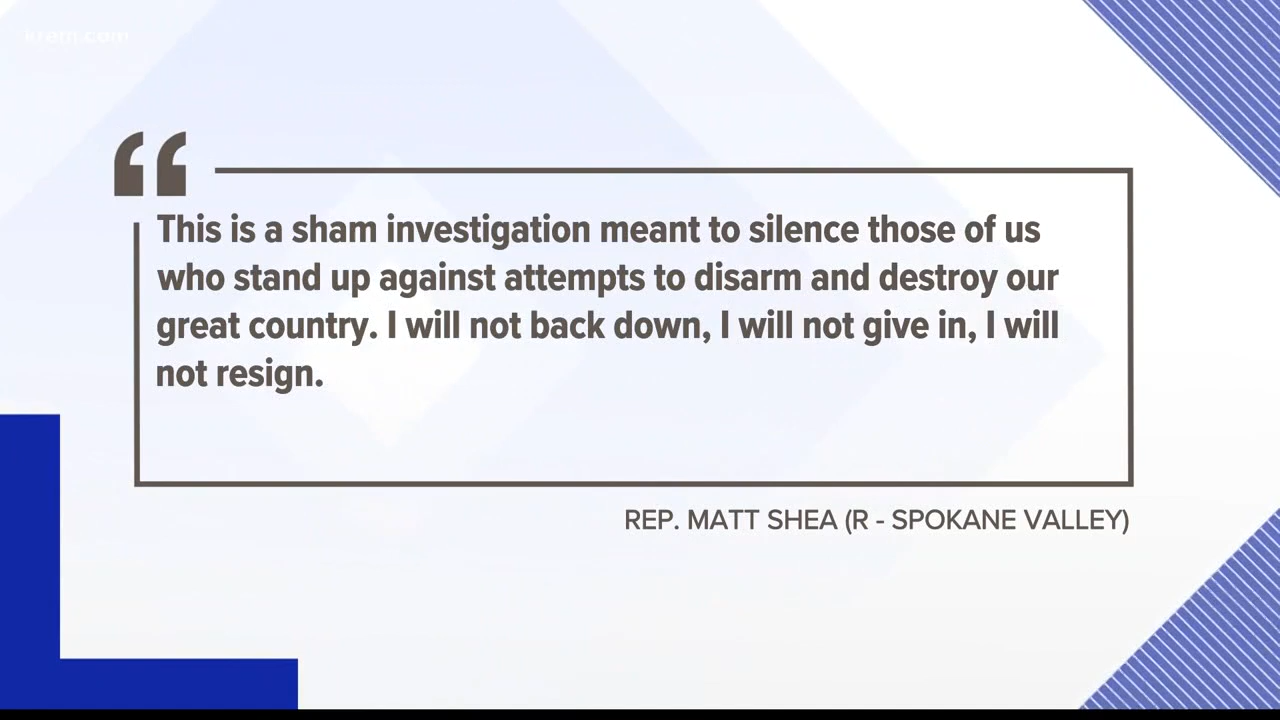 krem.com
“
This is a sham investigation meant to silence those of us
who stand up against attempts to disarm and destroy our
great country. I will not back down, I will not give in, I will
not resign.
REP. MATT SHEA (R - SPOKANE VALLEY)